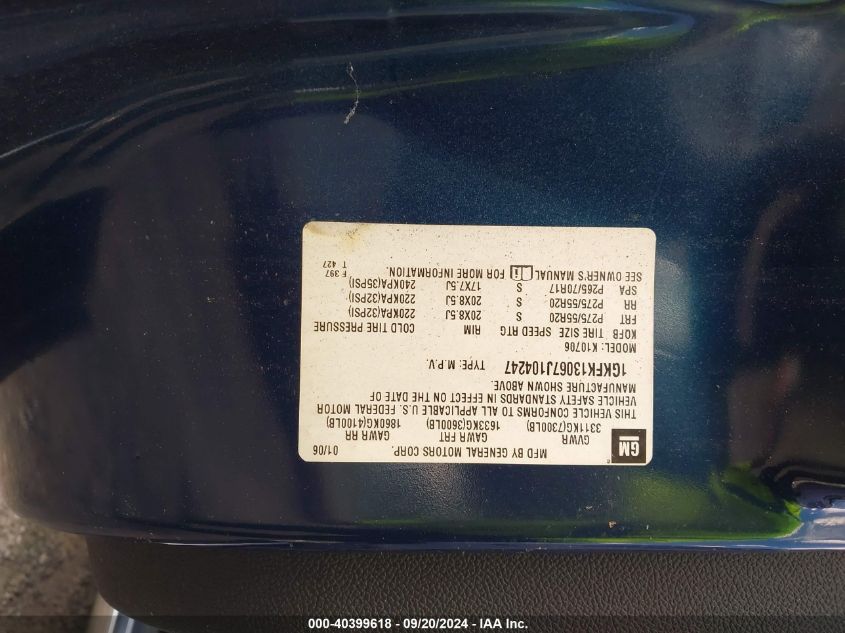 MFD BY GENERAL MOTORS CORP. 01/06
GM
GVWR GAWR FRT GAWR RR
3311KG(7300LB) 1633KG(3600LB) 1860KG(4100LB)
THIS VEHICLE CONFORMS TO ALL APPLICABLE U.S. FEDERAL MOTOR
VEHICLE SAFETY STANDARDS IN EFFECT ON THE DATE OF
MANUFACTURE SHOWN ABOVE.
1GKFK13067J104247 TYPE: M.P.V.
MODEL: K10706
KOFB TIRE SIZE SPEED RTG RIM COLD TIRE PRESSURE
FRT P275/55R20 S 20X8.5J 220KPA(32PSI)
RR P275/55R20 S 20X8.5J 220KPA(32PSI)
SPA P265/70R17 S 17X7.5J 240KPA(35PSI)
SEE OWNER'S MANUAL FOR MORE INFORMATION.
F 397
T 427
000-40399618 - 09/20/2024 - IAA Inc.